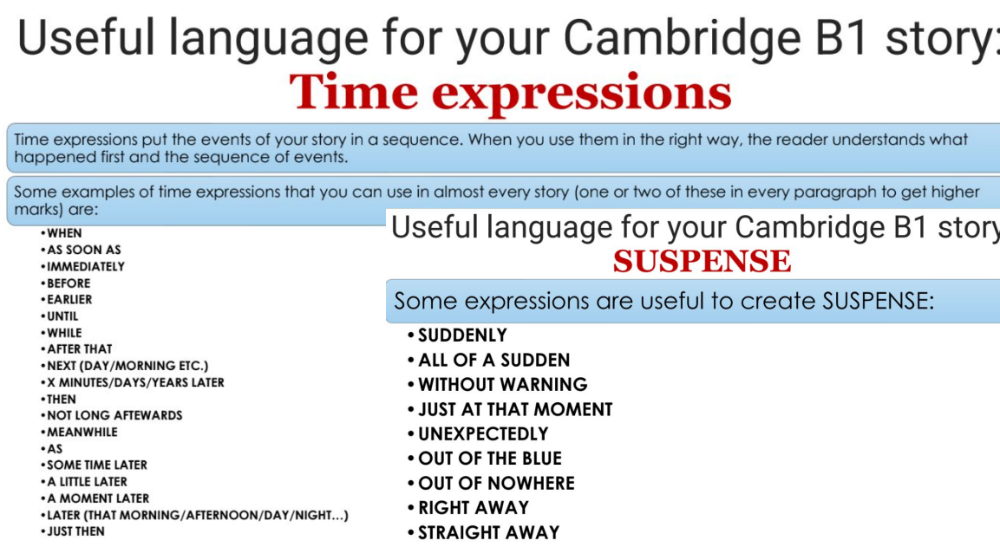 Useful language for your Cambridge B1 story:
Time expressions
Time expressions put the events of your story in a sequence. When you use them in the right way, the reader understands what
happened first and the sequence of events.
Some examples of time expressions that you can use in almost every story (one or two of these in every paragraph to get higher
marks) are:
•WHEN
•AS SOON AS
•IMMEDIATELY
•BEFORE
•EARLIER
•UNTIL
•WHILE
•AFTER THAT
•NEXT (DAY/MORNING ETC.)
•X MINUTES/DAYS/YEARS LATER
•THEN
•NOT LONG AFTEWARDS
•MEANWHILE
•AS
•SOME TIME LATER
•A LITTLE LATER
•A MOMENT LATER
•LATER (THAT MORNING/AFTERNOON/DAY/NIGHT...)
•JUST THEN
Useful language for your Cambridge B1 story
SUSPENSE
Some expressions are useful to create SUSPENSE:
•SUDDENLY
•ALL OF A SUDDEN
•WITHOUT WARNING
•JUST AT THAT MOMENT
•UNEXPECTEDLY
•OUT OF THE BLUE
•OUT OF NOWHERE
•RIGHT AWAY
•STRAIGHT AWAY